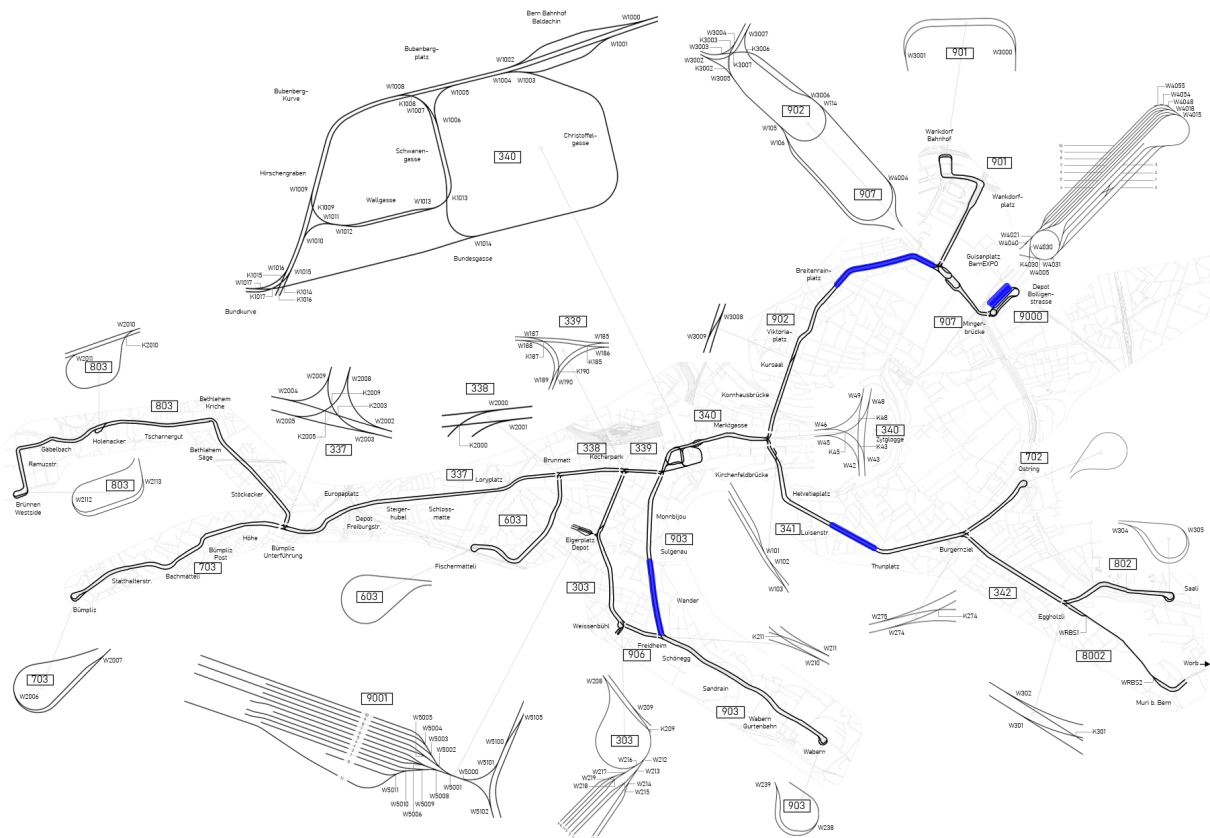 Bern Bahnhof
Baldachin
W1000
W1001
Bubenberg-
platz
W1002
W1004
W1003
W1008
W1005
K1008
W1007
W1006
Bubenberg-
Kurve
Schwanen-
gasse
340
Christoffel-
gasse
Hirschengraben
W1009
Wallgasse
W1013
K1013
K1009
W1011
W1012
W1010
W1014
Bundesgasse
W1016
K1015
W1015
W1017
K1014
K1017
K1016
Bundkurve
W3004
K3003
W3003
W3002
K3002
W3005
W3007
K3006
K3007
W3006
W114
902
W105
W106
907
W4004
W3001
901
W3000
Wankdorf
Bahnhof
901
Wankdorf-
platz
W4055
W4054
W4048
W4018
W4015
W4021
W4040
W4030
K4030
W4031
W4005
Guisanplatz
BernEXPO
Breitenrain-
platz
Depot
Bolligen-
strasse
9000
907
Minger-
brücke
902
Viktoria-
platz
Kursaal
W3008
W3009
Kornhausbrücke
340
Marktgasse
W49
W48
K48
W46
W45
K45
W42
W43
K43
340
Zytglogge
Kirchenfeldbrücke
Helvetiaplatz
702
Ostring
W2010
K2010
W2011
803
Bethlehem
Kriche
803
Holenacker
Tscharnergut
Gäbelbach
Ramuzstr.
Bethlehem
Säge
803
W2113
W2112
Brünnen
Westside
Stöckacker
W2009
W2008
W2004
K2009
K2003
W2005
W2002
K2005
W2003
337
338
W2000
W2001
K2000
339
W187
W185
W188
W186
K187
K185
K190
W189
W190
338
339
Brunmatt
Kocherpark
337
Loryplatz
Europaplatz
Depot
Freiburgstr.
Steiger-
hubel
Schloss-
matte
Höhe
Bümpliz
Unterführung
Bümpliz
Post
703
Bachmätteli
Statthalterstr.
Bümpliz
603
Fischermätteli
603
Eigerplatz
Depot
Monnbijou
903
Sulgenau
Wander
303
Weissenbühl
906
Freidheim
Schönegg
Sandrain
903
Wabern
Gurtenbahn
Wabern
W101
W102
W103
341
Luisenstr.
Thunplatz
Burgernziel
W304
W305
802
Saali
342
Eggholzli
WRBS1
8002
WRBS2
Worb
Muri b. Bern
W275
K274
W274
K211
W211
W210
W302
W301
K301
703
W2007
W2006
9001
W5005
W5004
W5003
W5002
W5000
W5001
W5008
W5009
W5006
W5010
W5011
W5105
W5100
W5101
W5102
W208
W209
K209
303
W216
W212
W217
W213
W219
W218
W214
W215
W239
903
W238